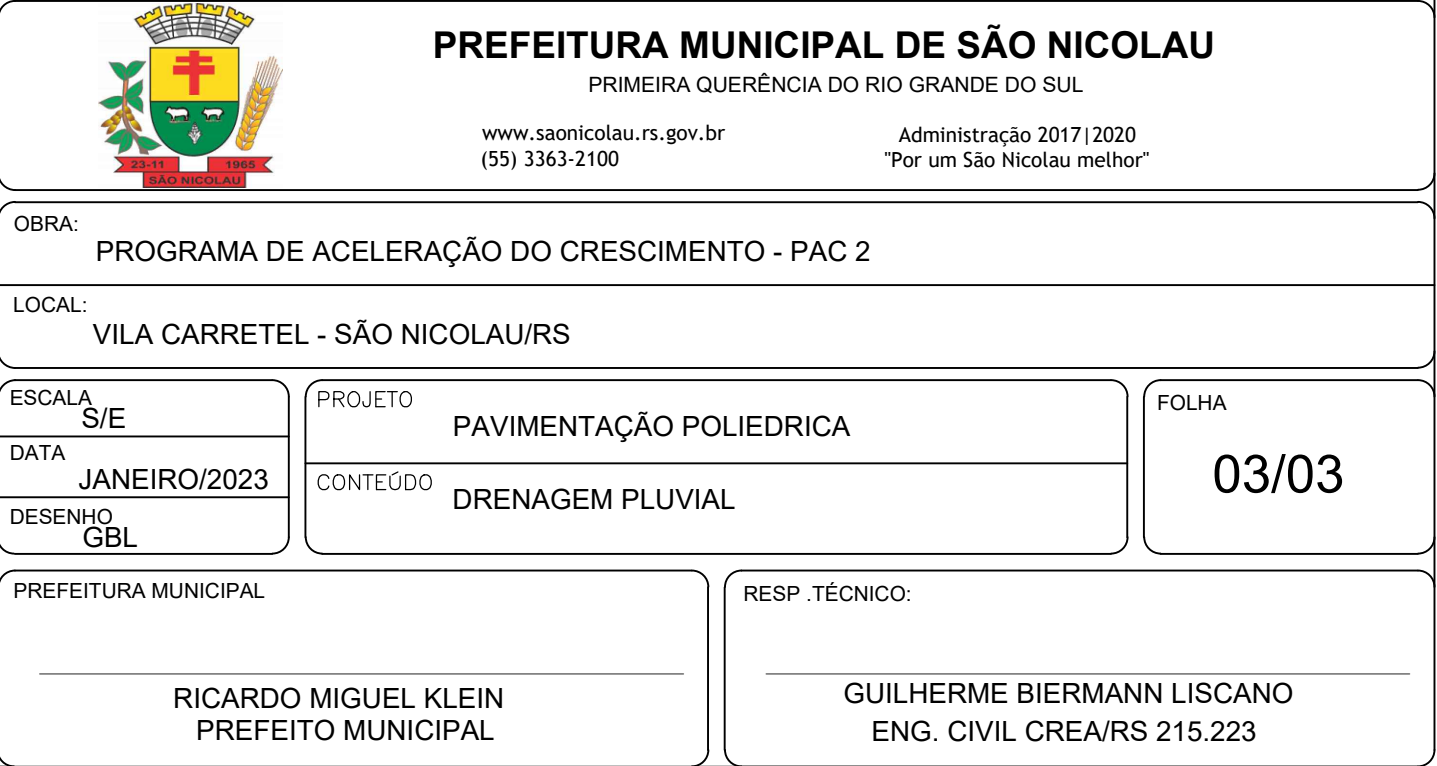 PREFEITURA MUNICIPAL DE SÃO NICOLAU
PRIMEIRA QUERÊNCIA DO RIO GRANDE DO SUL
www.saonicolau.rs.gov.br
(55) 3363-2100
Administração 2017|2020
"Por um São Nicolau melhor"
23-11 1965
SÃO NICOLAU
OBRA:
PROGRAMA DE ACELERAÇÃO DO CRESCIMENTO - PAC 2
LOCAL:
VILA CARRETEL - SÃO NICOLAU/RS
ESCALA
S/E
DATA
JANEIRO/2023
DESENHO
GBL
PROJETO
PAVIMENTAÇÃO POLIEDRICA
CONTEÚDO
DRENAGEM PLUVIAL
FOLHA
03/03
PREFEITURA MUNICIPAL
RICARDO MIGUEL KLEIN
PREFEITO MUNICIPAL
RESP .TÉCNICO:
GUILHERME BIERMANN LISCANO
ENG. CIVIL CREA/RS 215.223